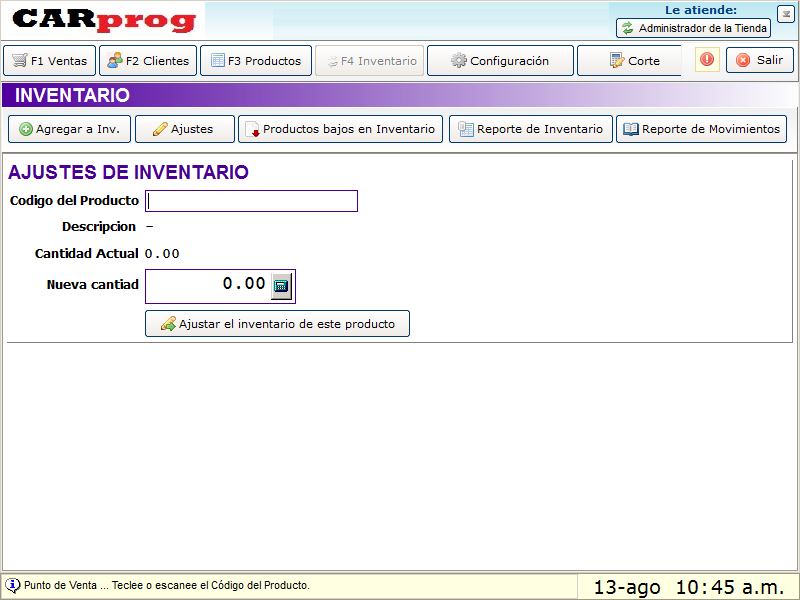 CARprog
Le atiende:
Administrador de la Tienda
F1 Ventas F2 Clientes F3 Productos F4 Inventario Configuración Corte Salir
INVENTARIO
Agregar a Inv. Ajustes Productos bajos en Inventario Reporte de Inventario Reporte de Movimientos
AJUSTES DE INVENTARIO
Codigo del Producto
Descripcion –
Cantidad Actual 0.00
Nueva cantiad 0.00
Ajustar el inventario de este producto
Punto de Venta ... Teclee o escanee el Código del Producto. 13-ago 10:45 a.m.